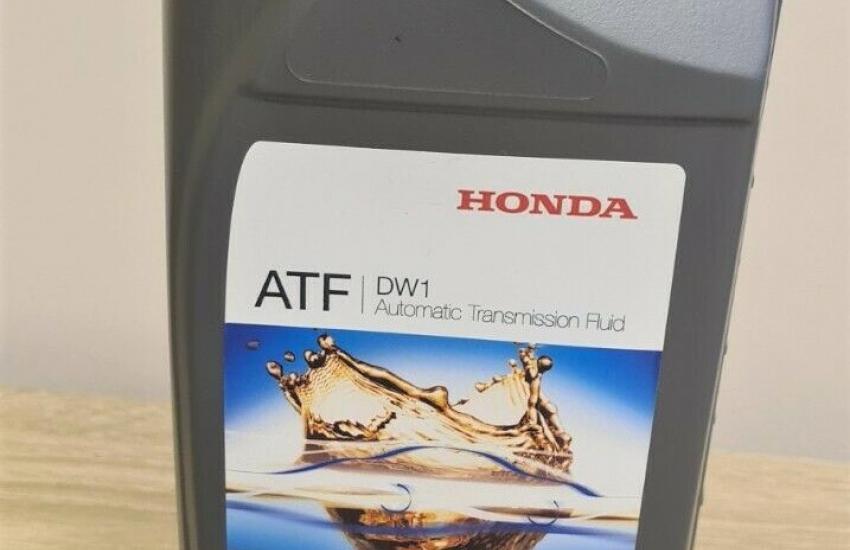 HONDA
ATF
DW1
Automatic Transmission Fluid